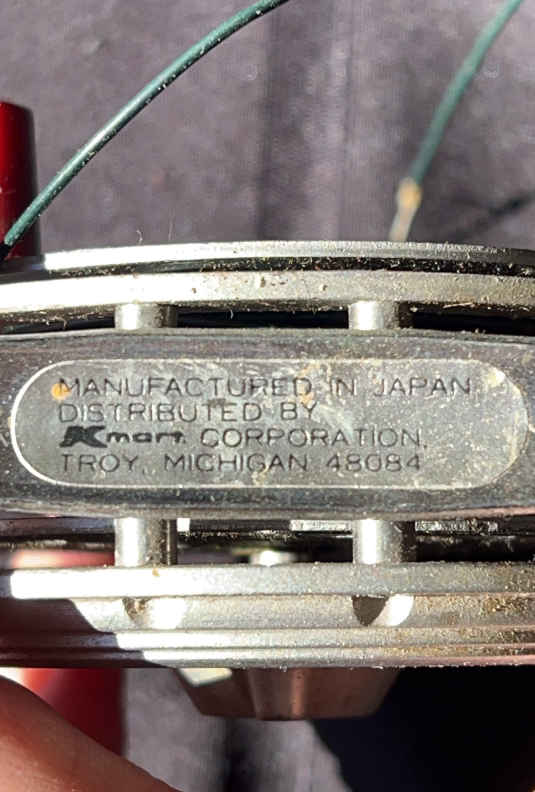 MANUFACTURED IN JAPAN
DISTRIBUTED BY
Kmart CORPORATION,
TROY, MICHIGAN 48084